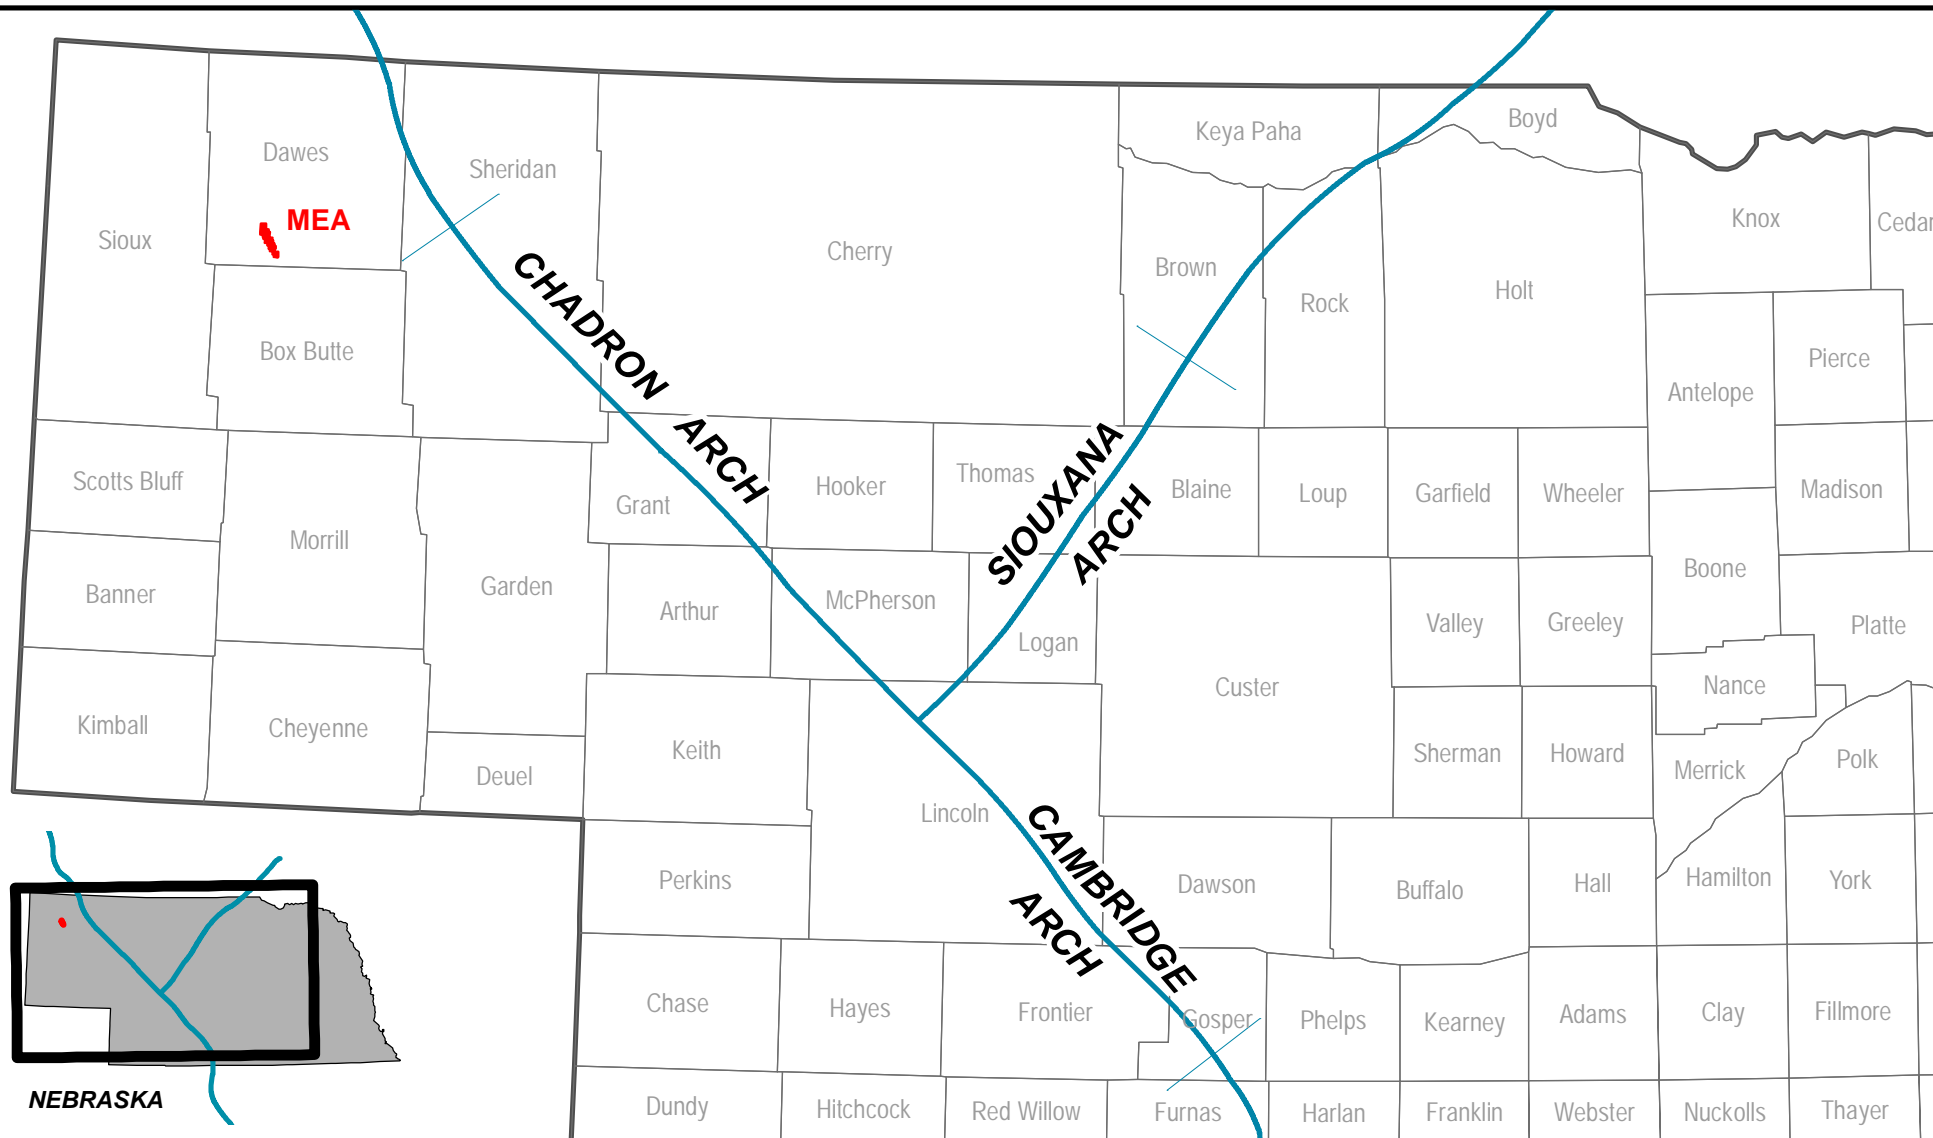 Boyd
Keya Paha
Dawes
Sheridan
MEA
Knox
Cedar
Sioux
Cherry
Brown
Holt
Rock
CHADRON ARCH
Box Butte
Pierce
Antelope
Scotts Bluff
Grant
Hooker
Thomas
SIOUXANA
ARCH
Blaine
Loup
Garfield
Wheeler
Madison
Morrill
Garden
Banner
Arthur
McPherson
Logan
Boone
Valley
Greeley
Platte
Custer
Nance
Kimball
Cheyenne
Keith
Deuel
Sherman
Howard
Merrick
Polk
Lincoln
CAMBRIDGE
ARCH
Perkins
Dawson
Buffalo
Hall
Hamilton
York
Chase
Hayes
Frontier
Gosper
Phelps
Kearney
Adams
Clay
Fillmore
NEBRASKA
Dundy
Hitchcock
Red Willow
Furnas
Harlan
Franklin
Webster
Nuckolls
Thayer